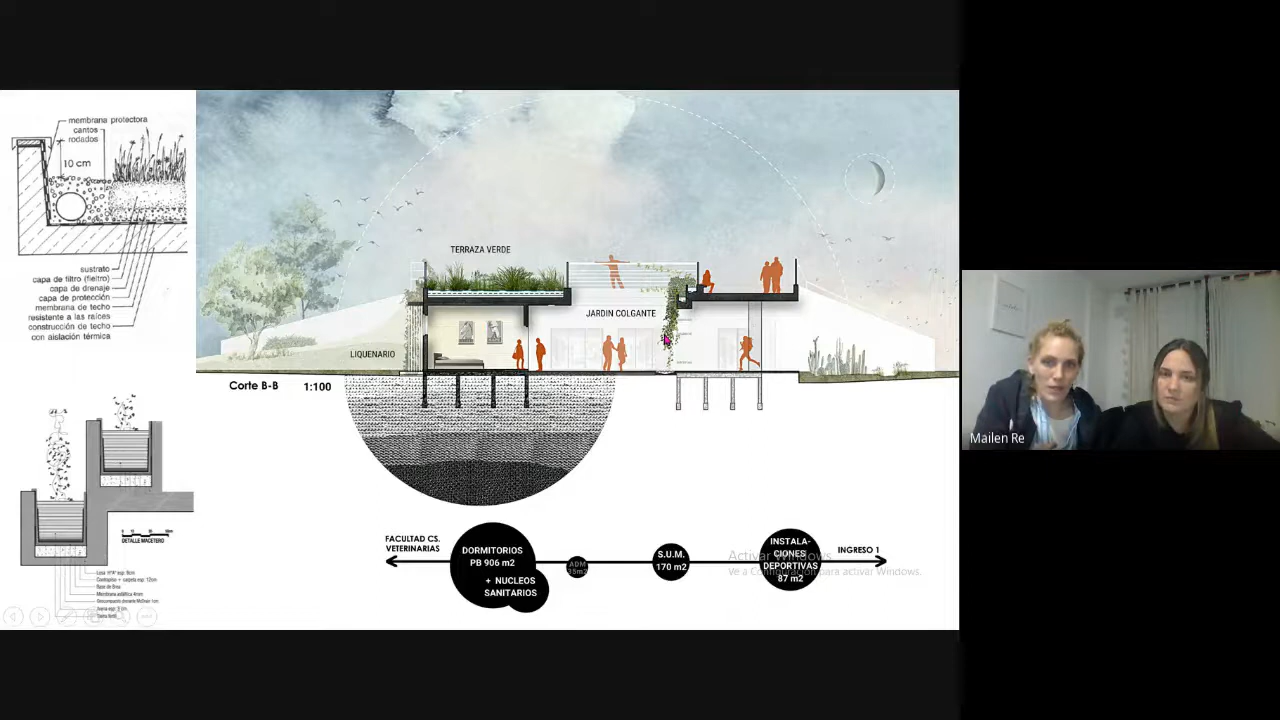 membrana protectora
cantos
rodados
10 cm
sustrato
capa de filtro (fieltro)
capa de drenaje
capa de protección
membrana de techo
resistente a las raíces
construcción de techo
con aislación térmica
TERRAZA VERDE
JARDIN COLGANTE
LIQUENARIO
Corte B-B 1:100
DETALLE MACETERO
FACULTAD CS.
VETERINARIAS
DORMITORIOS
PB 906 m2
+ NUCLEOS
SANITARIOS
ADM
35m2
S.U.M.
170 m2
INSTALA-
CIONES
DEPORTIVAS
87 m2
INGRESO 1
Activar Windows
Ve a Configuración para activar Windows.
Mailen Re